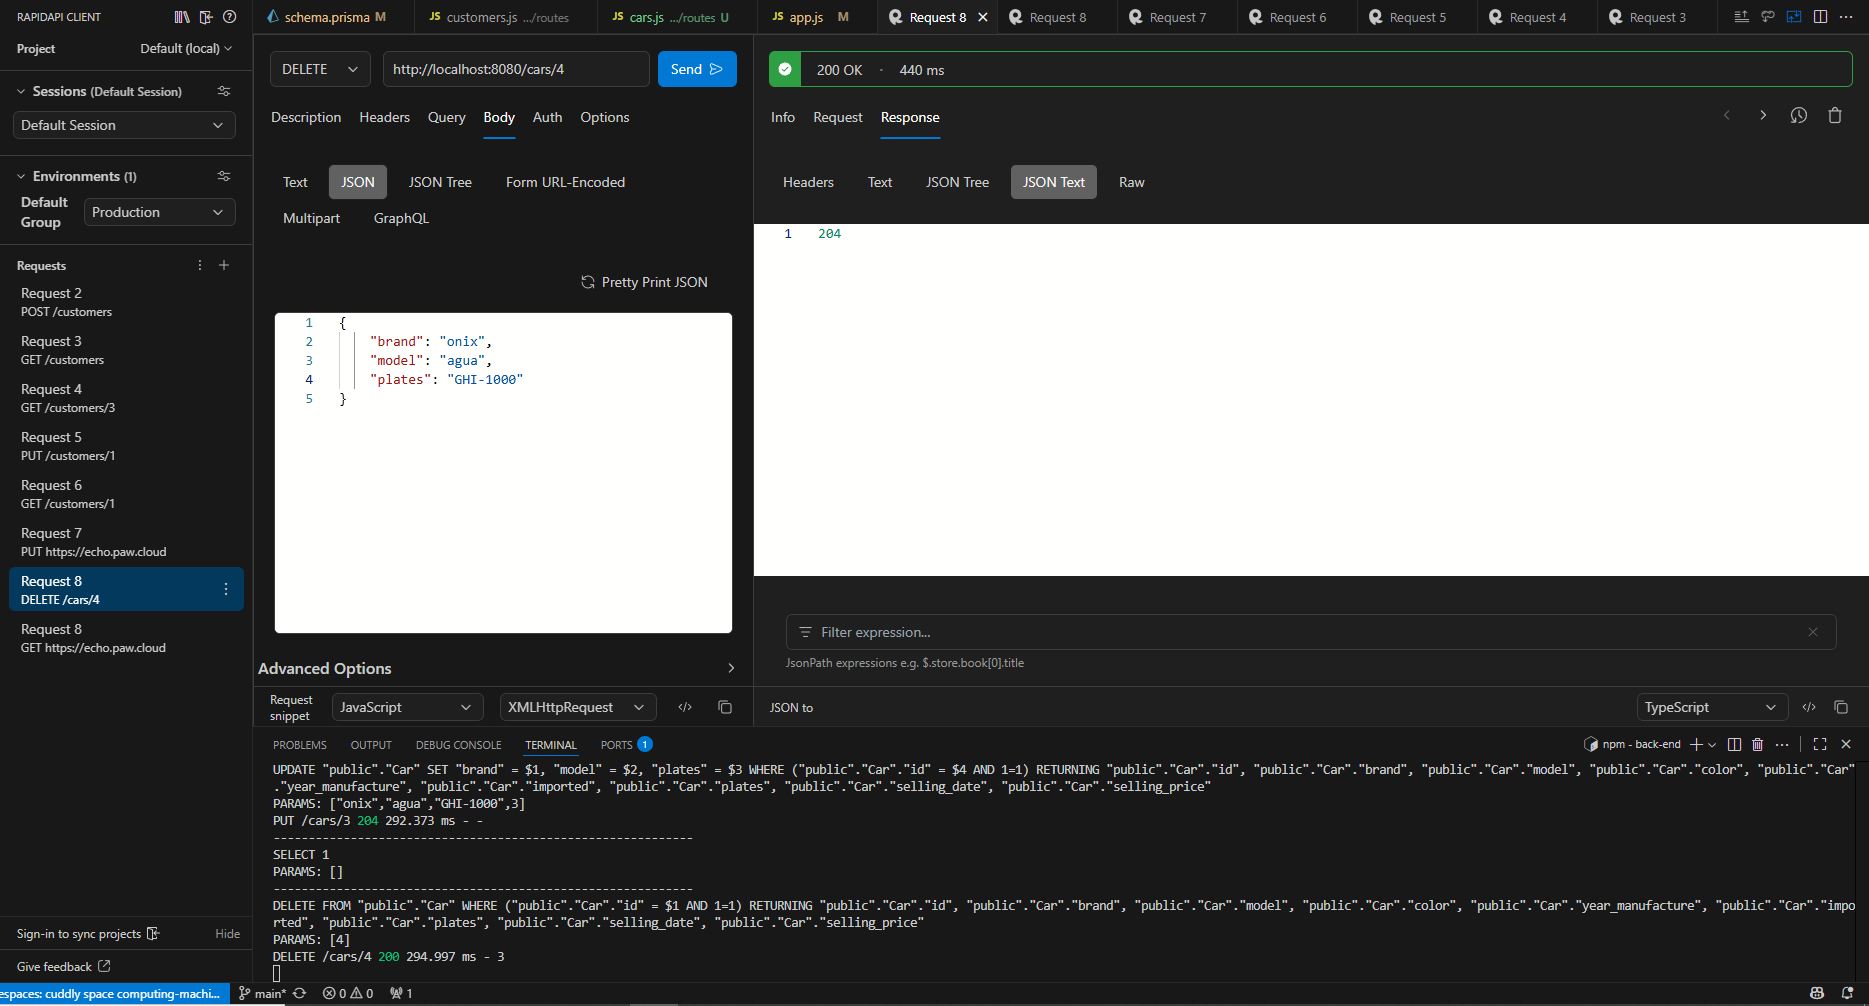 RAPIDAPI CLIENT
Project
Default (local)
Sessions (Default Session)
Default Session
Environments (1)
Default Group
Production
Requests
Request 2
POST /customers
Request 3
GET /customers
Request 4
GET /customers/3
Request 5
PUT /customers/1
Request 6
GET /customers/1
Request 7
PUT https://echo.paw.cloud
Request 8
DELETE /cars/4
Request 8
GET https://echo.paw.cloud
Sign-in to sync projects
Hide
Give feedback
schema.prisma M
JS customers.js .../routes
JS cars.js .../routes U
JS app.js M
Request 8
Request 8
Request 7
Request 6
Request 5
Request 4
Request 3
DELETE
http://localhost:8080/cars/4
Send
Description Headers Query Body Auth Options
Text JSON JSON Tree Form URL-Encoded
Multipart GraphQL
Pretty Print JSON
1 {
2 "brand": "onix",
3 "model": "agua",
4 "plates": "GHI-1000"
5 }
Advanced Options
Request snippet
JavaScript
XMLHttpRequest
200 OK · 440 ms
Info Request Response
Headers Text JSON Tree JSON Text Raw
1 204
Filter expression...
JsonPath expressions e.g. $.store.book[0].title
JSON to
TypeScript
PROBLEMS OUTPUT DEBUG CONSOLE TERMINAL PORTS 1
npm - back-end
UPDATE "public"."Car" SET "brand" = $1, "model" = $2, "plates" = $3 WHERE ("public"."Car"."id" = $4 AND 1=1) RETURNING "public"."Car"."id", "public"."Car"."brand", "public"."Car"."model", "public"."Car"."color", "public"."Car"
."year_manufacture", "public"."Car"."imported", "public"."Car"."plates", "public"."Car"."selling_date", "public"."Car"."selling_price"
PARAMS: ["onix","agua","GHI-1000",3]
PUT /cars/3 204 292.373 ms - -
------------------------------------------------------------
SELECT 1
PARAMS: []
------------------------------------------------------------
DELETE FROM "public"."Car" WHERE ("public"."Car"."id" = $1 AND 1=1) RETURNING "public"."Car"."id", "public"."Car"."brand", "public"."Car"."model", "public"."Car"."color", "public"."Car"."year_manufacture", "public"."Car"."impo
rted", "public"."Car"."plates", "public"."Car"."selling_date", "public"."Car"."selling_price"
PARAMS: [4]
DELETE /cars/4 200 294.997 ms - 3
espaces: cuddly space computing-machi...
main*
0 0
1